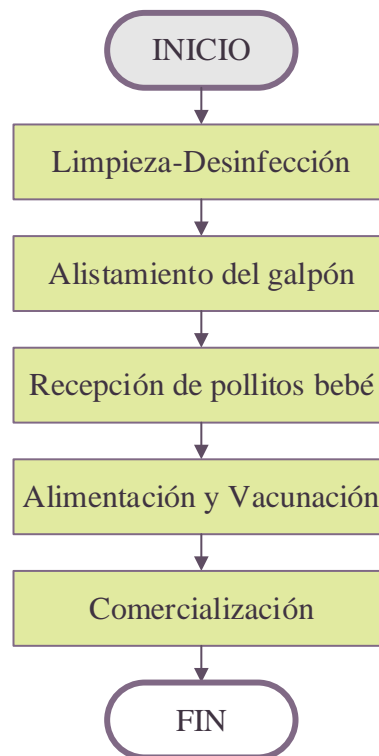 INICIO
Limpieza-Desinfección
Alistamiento del galpón
Recepción de pollitos bebé
Alimentación y Vacunación
Comercialización
FIN